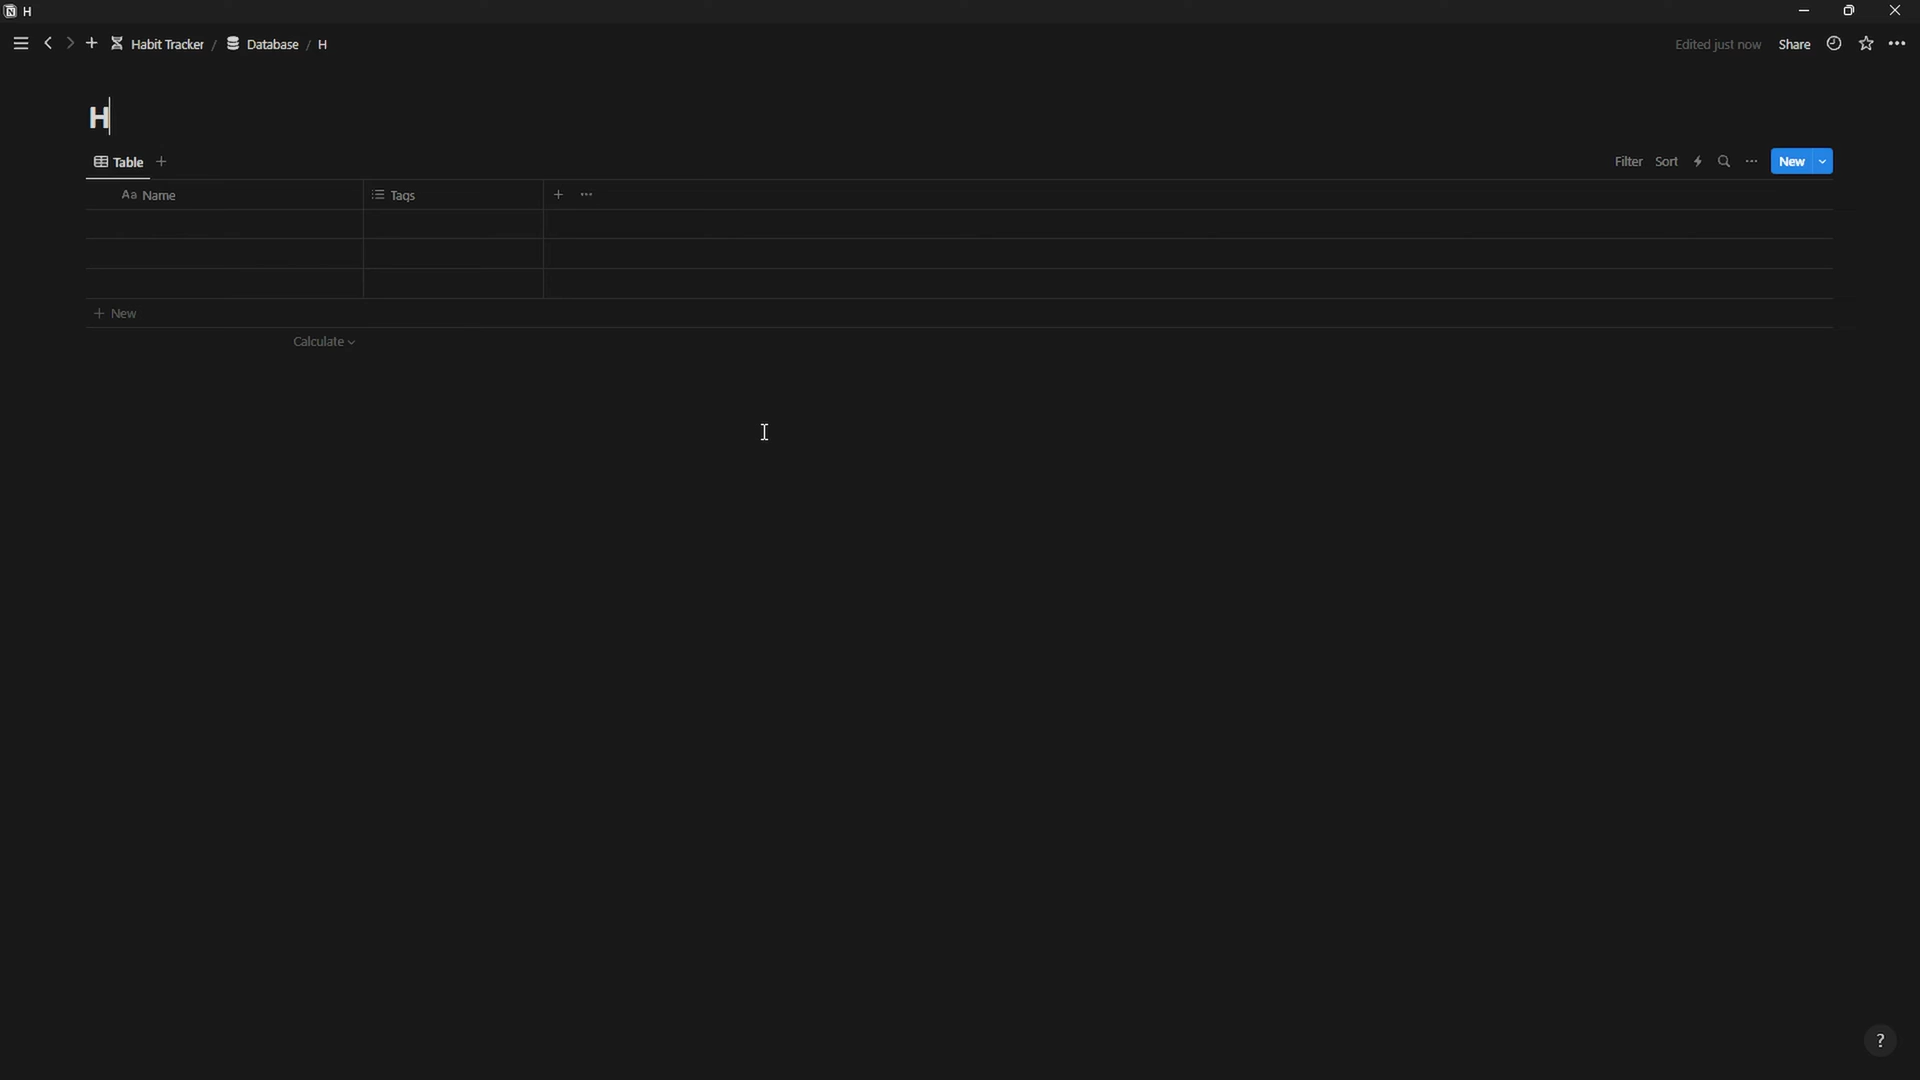 H
Habit Tracker / Database / H
Edited just now Share
H
Table
Filter Sort New
Aa Name Tags
+ New
Calculate
?